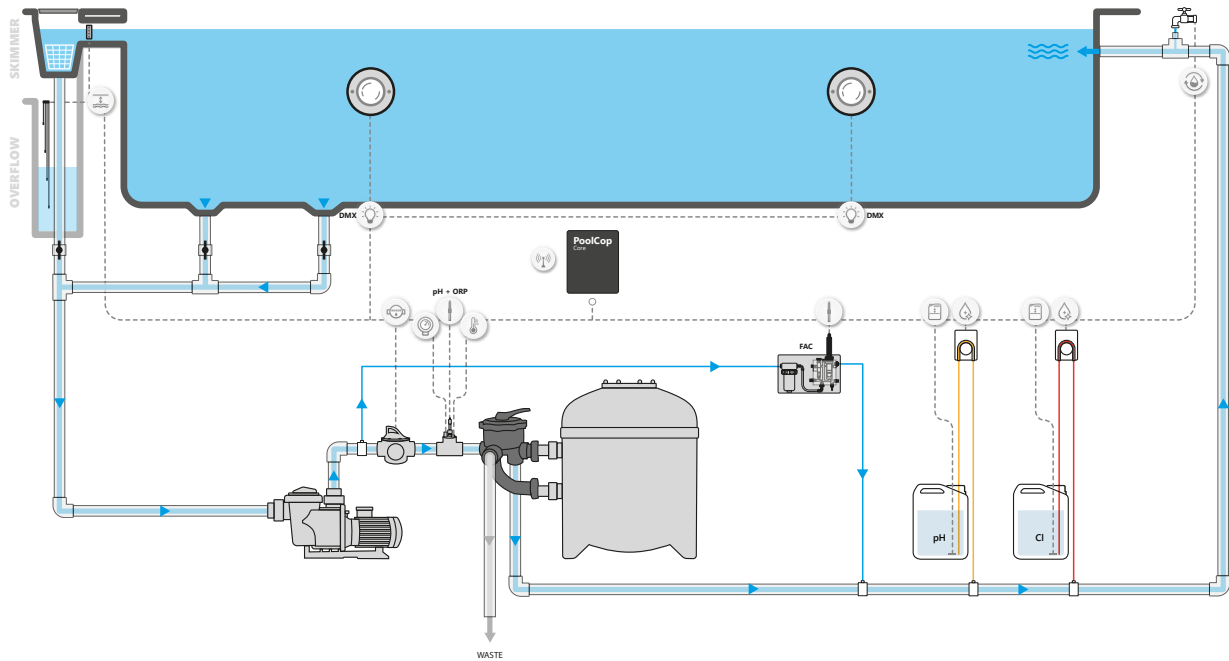 SKIMMER
OVERFLOW
DMX
DMX
PoolCop
Core
pH + ORP
FAC
pH
Cl
WASTE